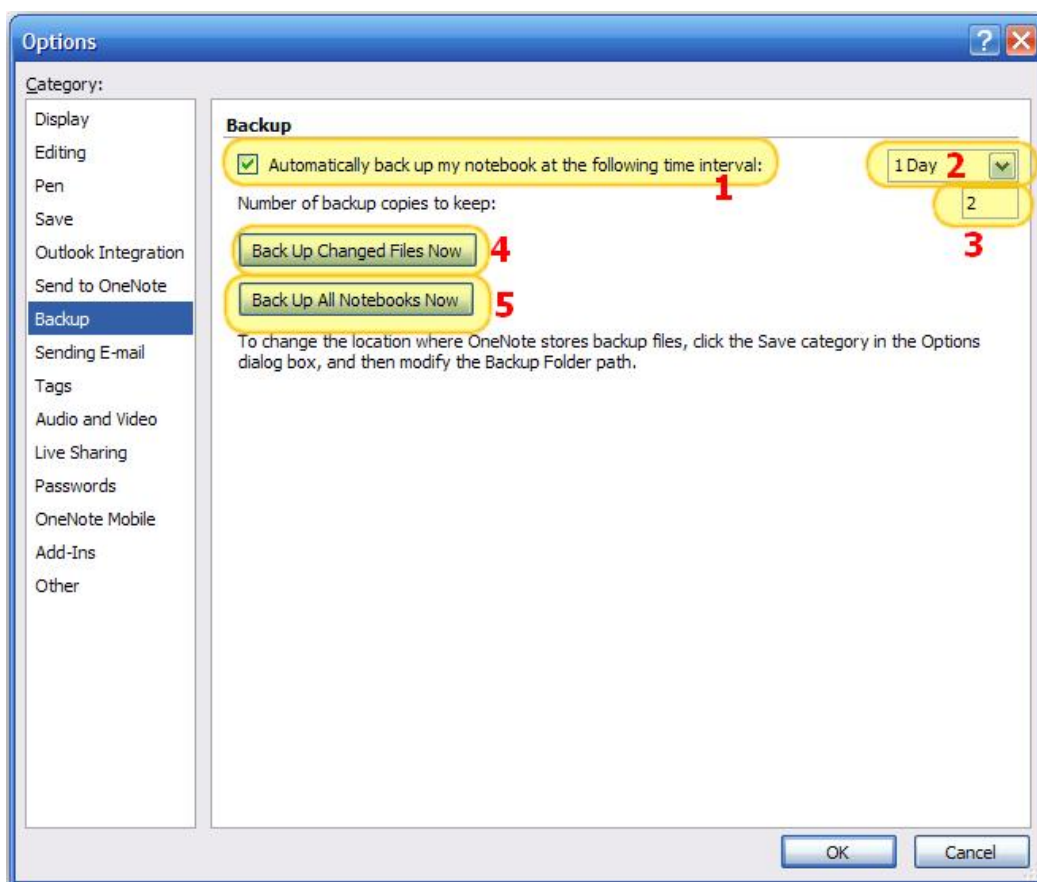 Options
Category:
Display
Editing
Pen
Save
Outlook Integration
Send to OneNote
Backup
Sending E-mail
Tags
Audio and Video
Live Sharing
Passwords
OneNote Mobile
Add-Ins
Other
Backup
Automatically back up my notebook at the following time interval:
1
1 Day
2
Number of backup copies to keep:
2
3
Back Up Changed Files Now
4
Back Up All Notebooks Now
5
To change the location where OneNote stores backup files, click the Save category in the Options
dialog box, and then modify the Backup Folder path.
OK
Cancel